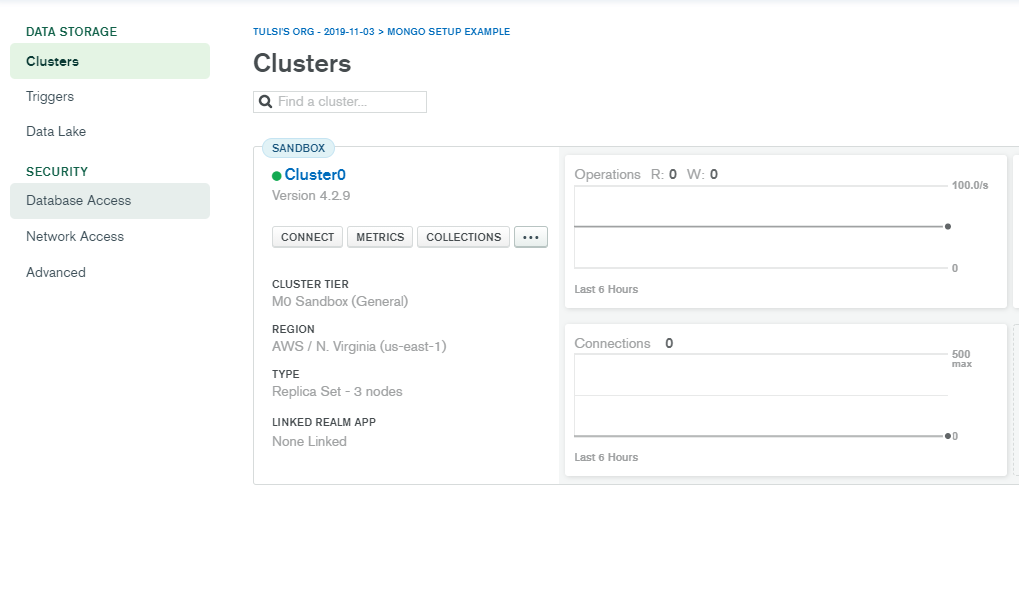 DATA STORAGE
Clusters
Triggers
Data Lake
SECURITY
Database Access
Network Access
Advanced
TULSI'S ORG - 2019-11-03 > MONGO SETUP EXAMPLE
Clusters
Find a cluster...
SANDBOX
Cluster0
Version 4.2.9
CONNECT METRICS COLLECTIONS ...
CLUSTER TIER
M0 Sandbox (General)
REGION
AWS / N. Virginia (us-east-1)
TYPE
Replica Set - 3 nodes
LINKED REALM APP
None Linked
Operations R: 0 W: 0
100.0/s
0
Last 6 Hours
Connections 0
500
max
0
Last 6 Hours